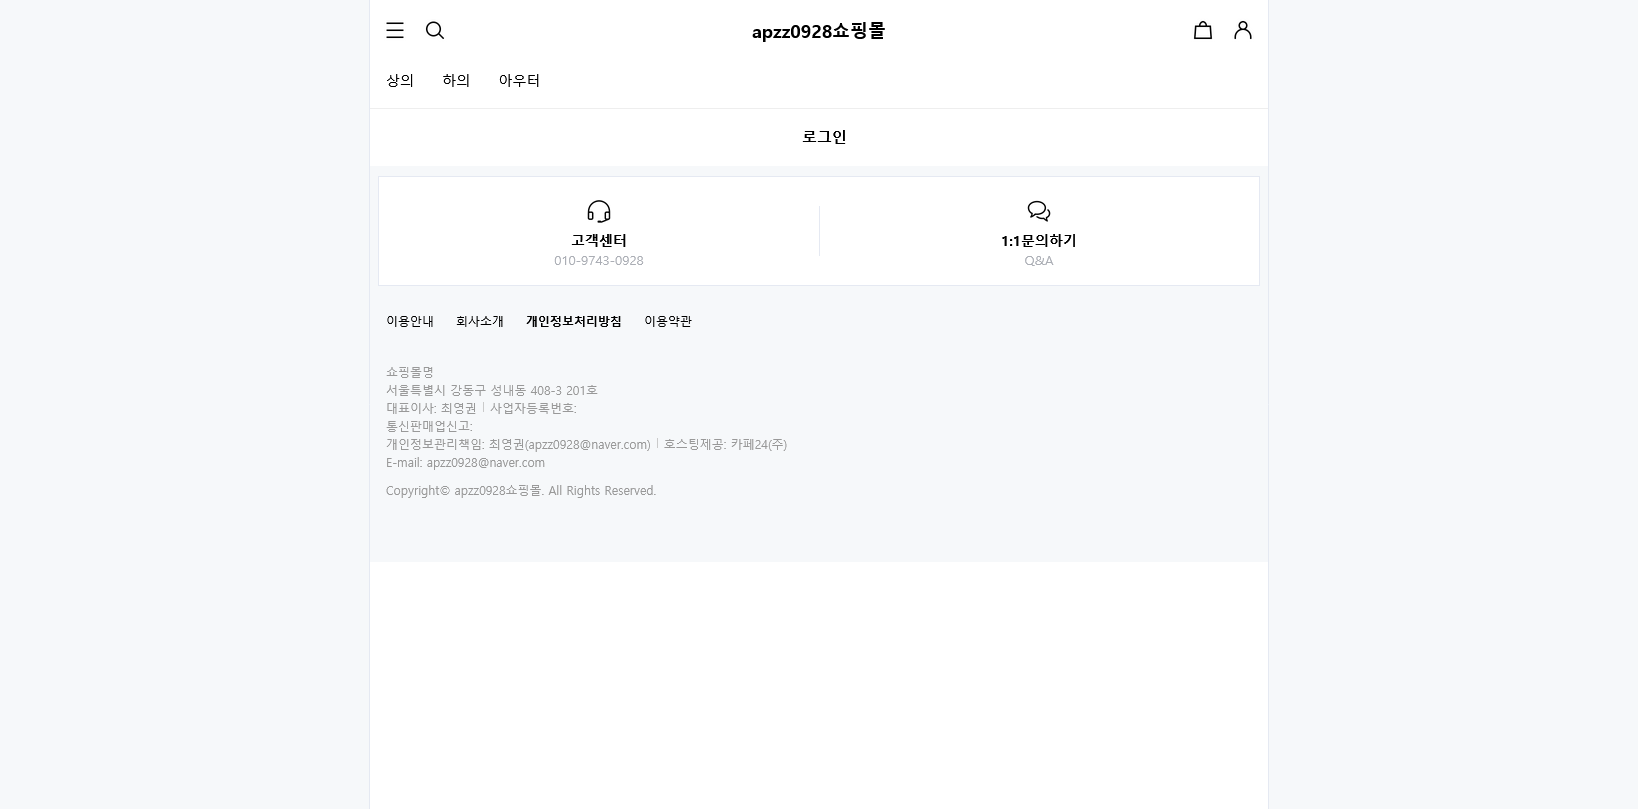 apzz0928쇼핑몰
상의 하의 아우터
로그인
고객센터
010-9743-0928
1:1문의하기
Q&A
이용안내 회사소개 개인정보처리방침 이용약관
쇼핑몰명
서울특별시 강동구 성내동 408-3 201호
대표이사: 최영권 | 사업자등록번호:
통신판매업신고:
개인정보관리책임: 최영권(apzz0928@naver.com) | 호스팅제공: 카페24(주)
E-mail: apzz0928@naver.com
Copyright© apzz0928쇼핑몰. All Rights Reserved.